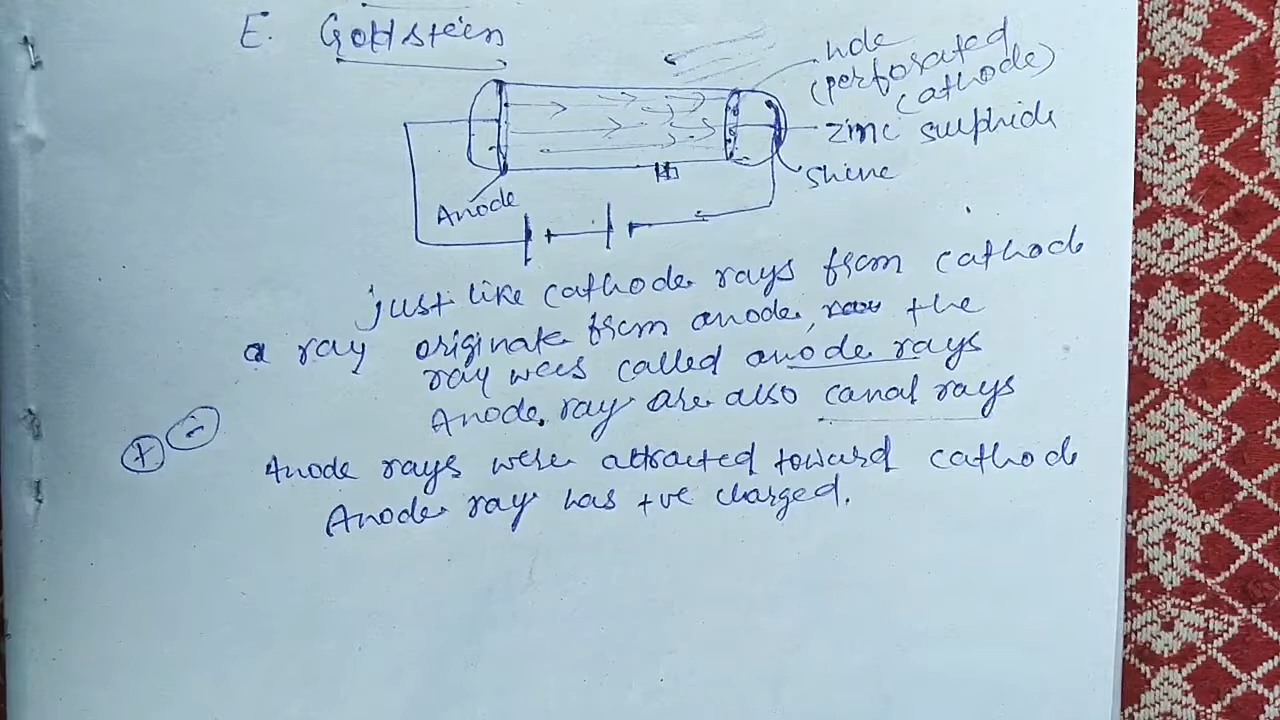 E. Goldstein
hole
(perforated
cathode)
zinc sulphide
shine
Anode
just like cathode rays from cathod
a ray originate from anode, the
ray wees called anode rays
Anode ray are also canal rays
+ -
Anode rays were attracted toward cathode
Anode ray has +ve charged.